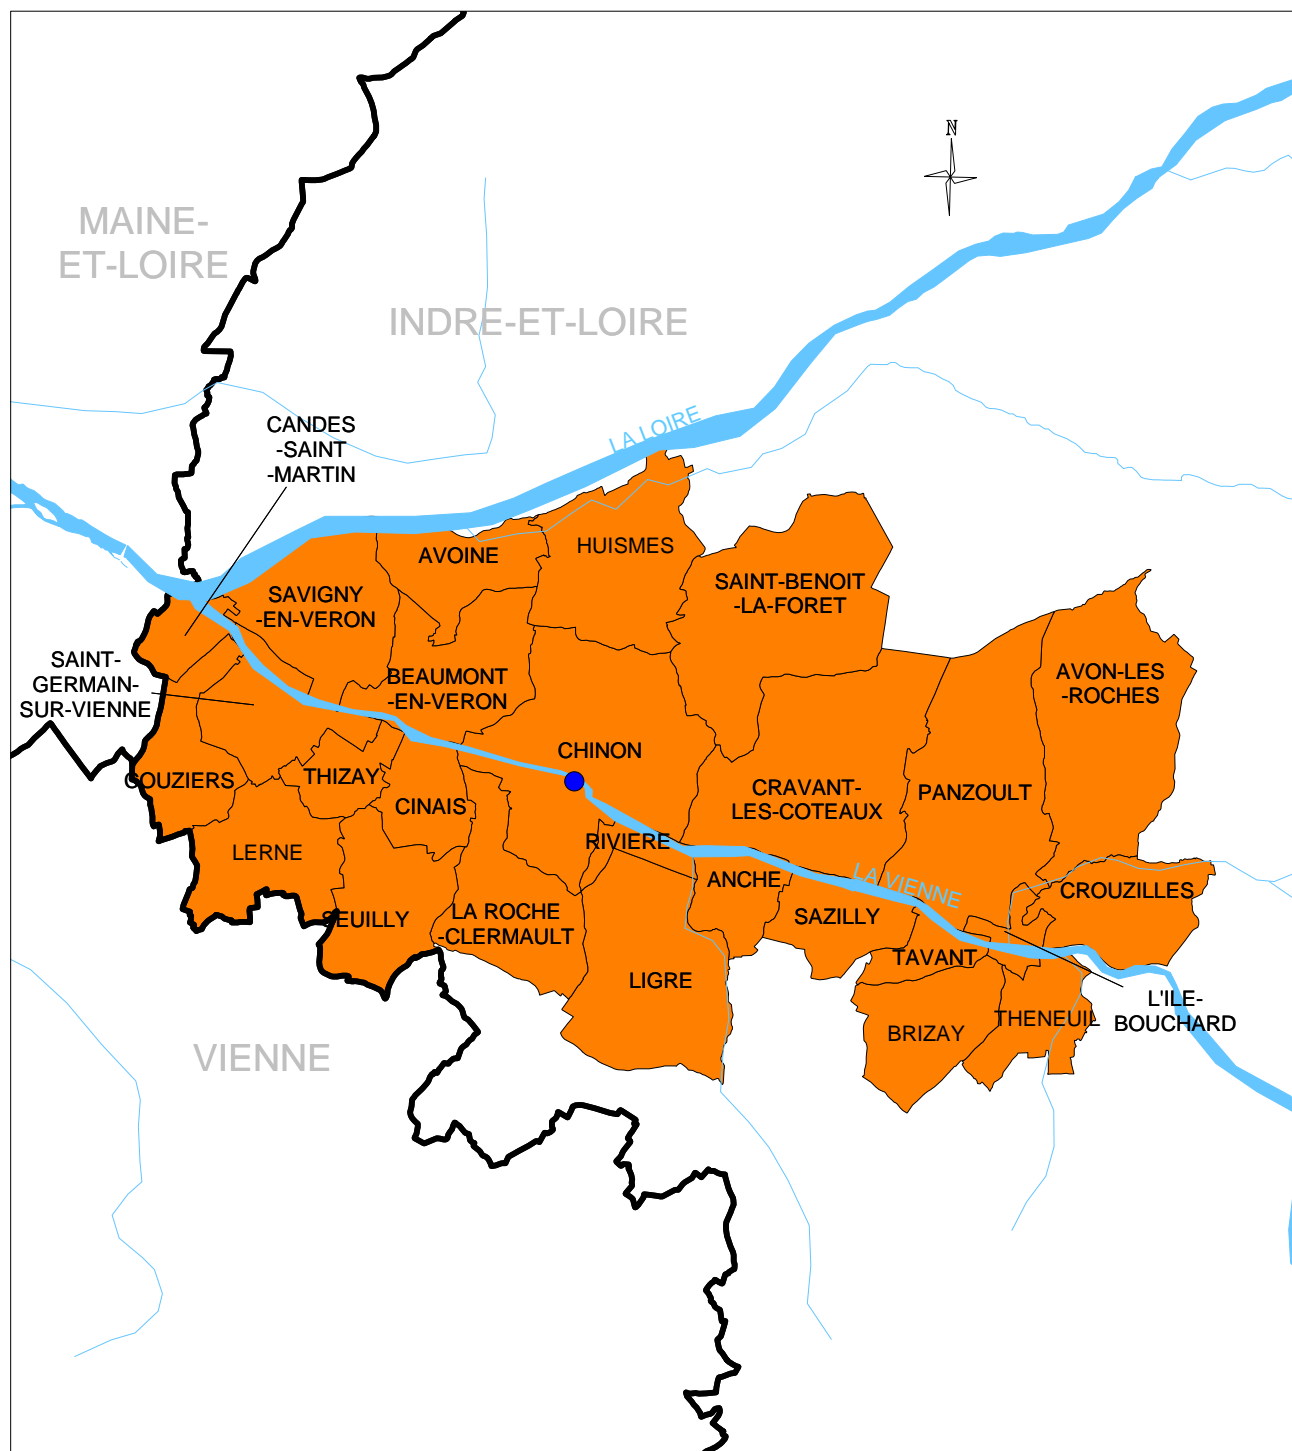 N
MAINE-
ET-LOIRE
INDRE-ET-LOIRE
LA LOIRE
CANDES
-SAINT
-MARTIN
HUISMES
AVOINE
SAINT-BENOIT
-LA-FORET
SAVIGNY
-EN-VERON
SAINT-
GERMAIN-
SUR-VIENNE
BEAUMONT
-EN-VERON
AVON-LES
-ROCHES
CHINON
COUZIERS
THIZAY
CINAIS
CRAVANT-
LES-COTEAUX
PANZOULT
RIVIERE
LERNE
ANCHE
LA VIENNE
CROUZILLES
SEUILLY
LA ROCHE
-CLERMAULT
SAZILLY
TAVANT
LIGRE
L'ILE-
BOUCHARD
THENEUIL
BRIZAY
VIENNE